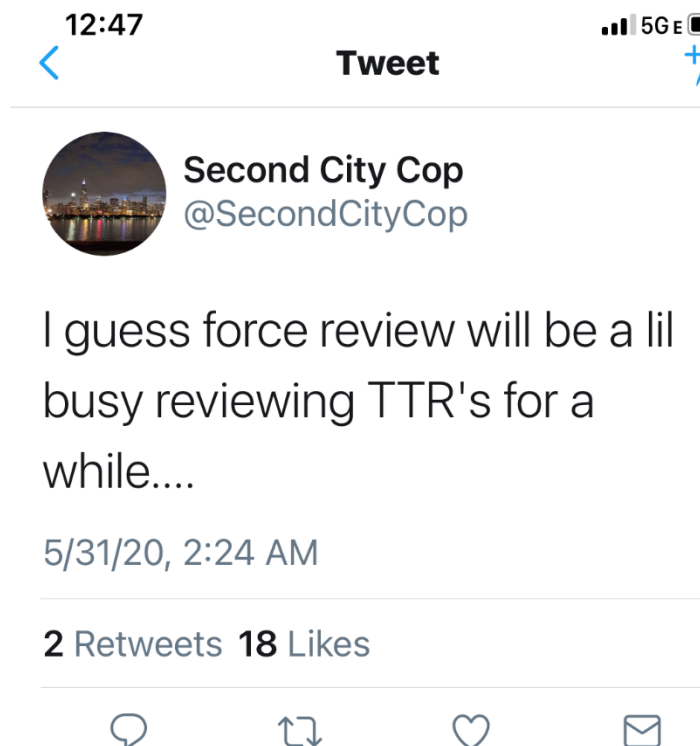 12:47
5G E
Tweet
Second City Cop
@SecondCityCop
I guess force review will be a lil
busy reviewing TTR's for a
while....
5/31/20, 2:24 AM
2 Retweets 18 Likes